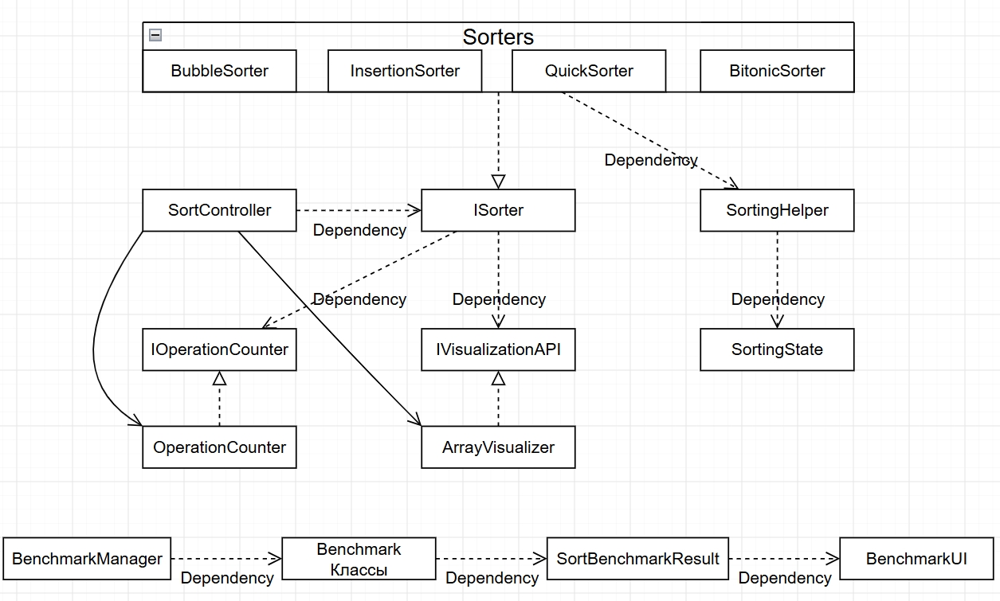 Sorters
BubbleSorter
InsertionSorter
QuickSorter
BitonicSorter
Dependency
SortController
ISorter
SortingHelper
Dependency
Dependency
Dependency
Dependency
IOperationCounter
IVisualizationAPI
SortingState
OperationCounter
ArrayVisualizer
BenchmarkManager
Benchmark
Классы
SortBenchmarkResult
BenchmarkUI
Dependency
Dependency
Dependency